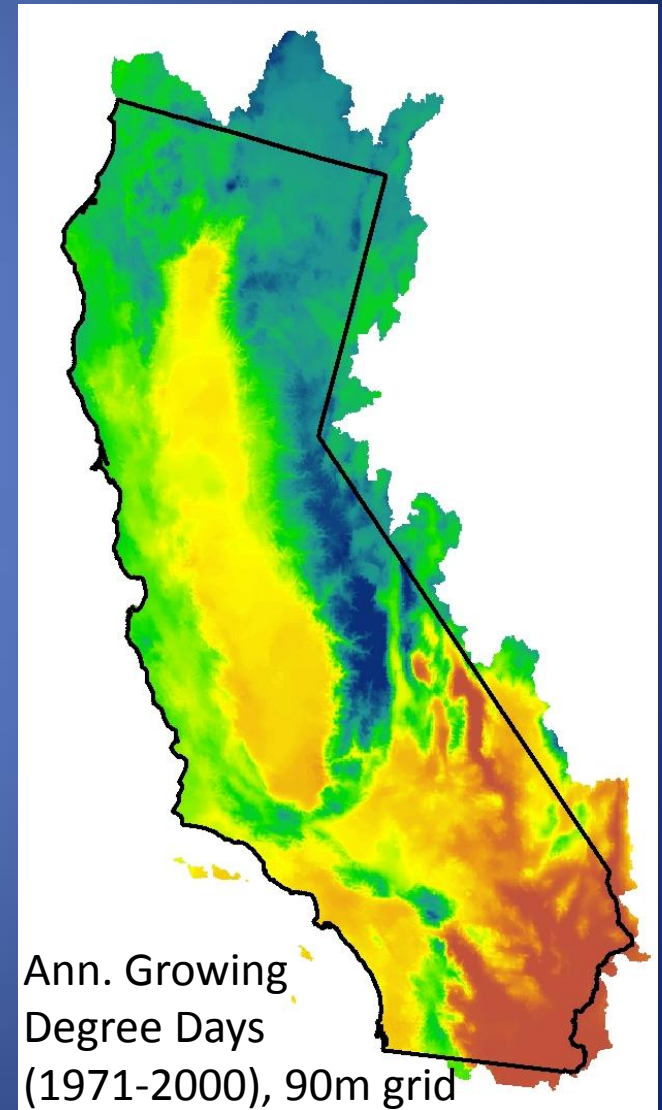 Ann. Growing
Degree Days
(1971-2000), 90m grid